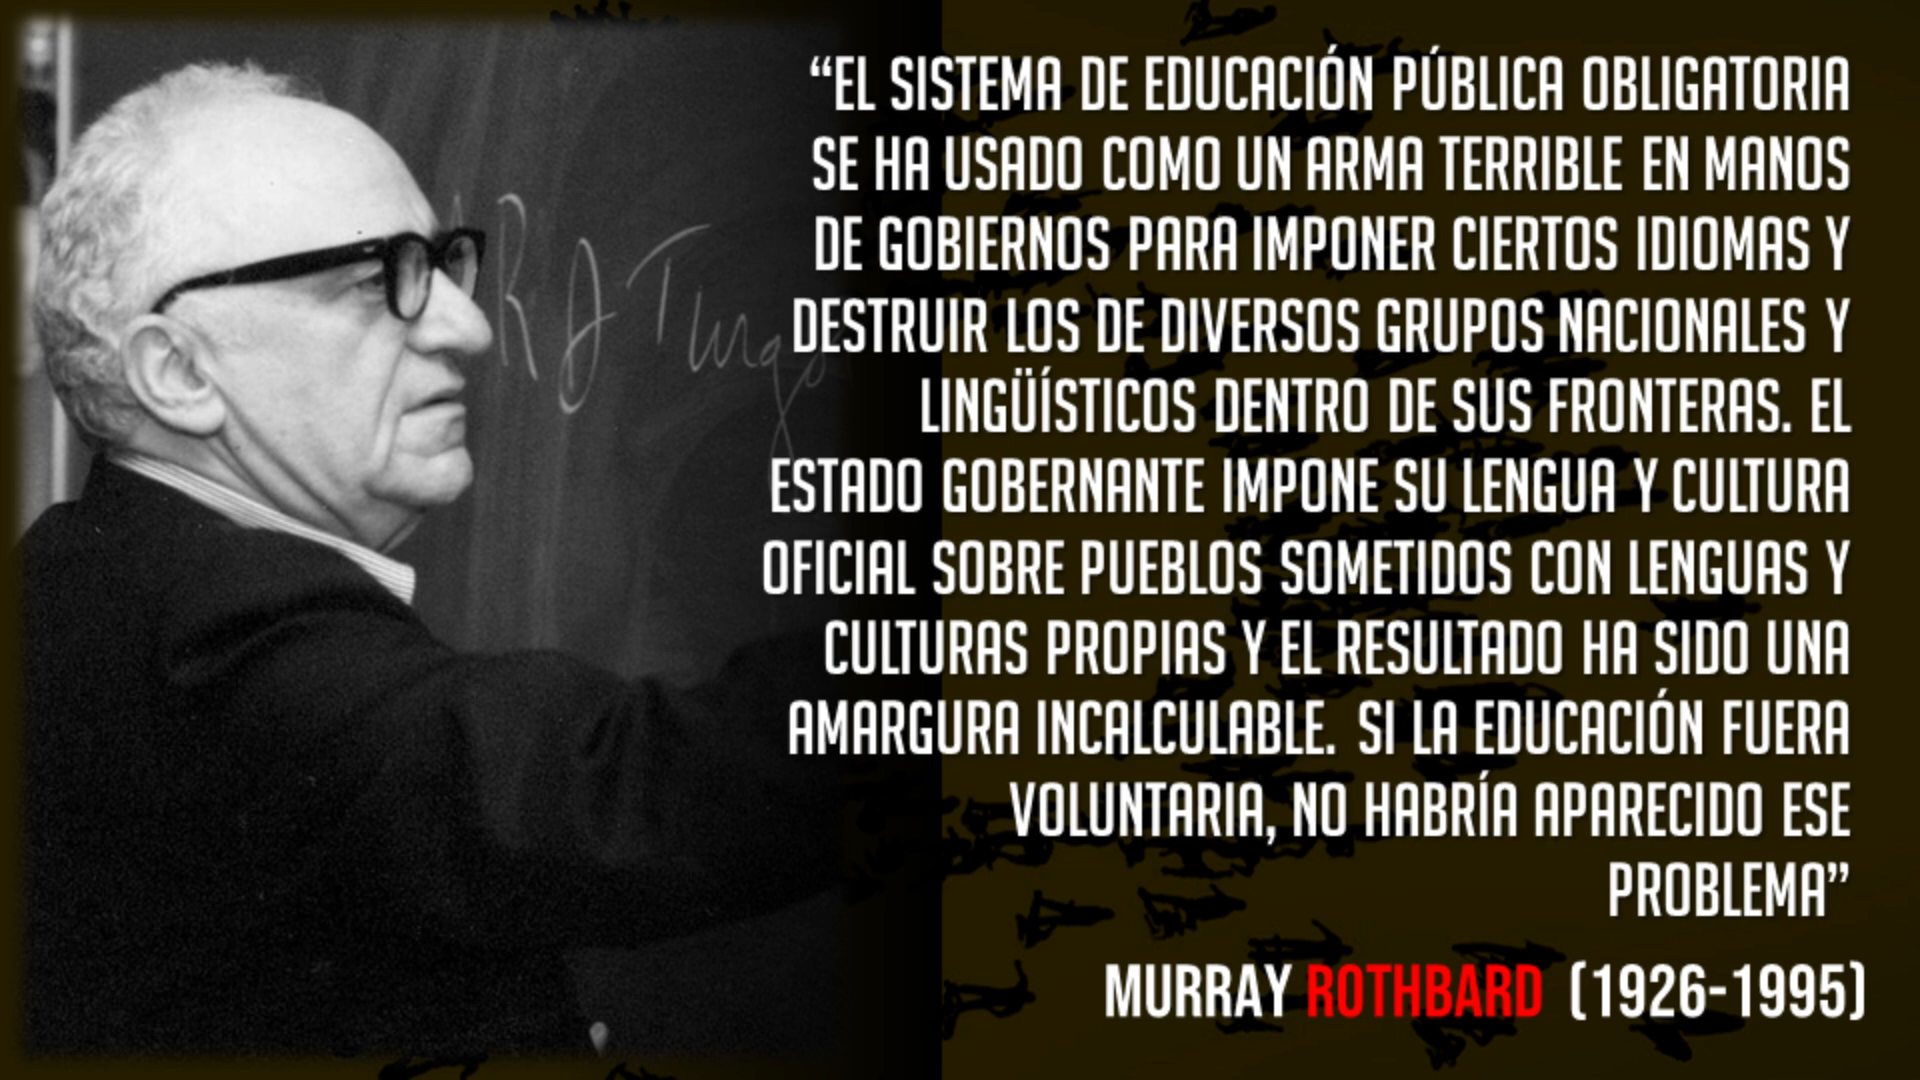 “EL SISTEMA DE EDUCACIÓN PÚBLICA OBLIGATORIA
SE HA USADO COMO UN ARMA TERRIBLE EN MANOS
DE GOBIERNOS PARA IMPONER CIERTOS IDIOMAS Y
DESTRUIR LOS DE DIVERSOS GRUPOS NACIONALES Y
LINGÜÍSTICOS DENTRO DE SUS FRONTERAS. EL
ESTADO GOBERNANTE IMPONE SU LENGUA Y CULTURA
OFICIAL SOBRE PUEBLOS SOMETIDOS CON LENGUAS Y
CULTURAS PROPIAS Y EL RESULTADO HA SIDO UNA
AMARGURA INCALCULABLE. SI LA EDUCACIÓN FUERA
VOLUNTARIA, NO HABRÍA APARECIDO ESE
PROBLEMA”
MURRAY ROTHBARD (1926-1995)
Turgo